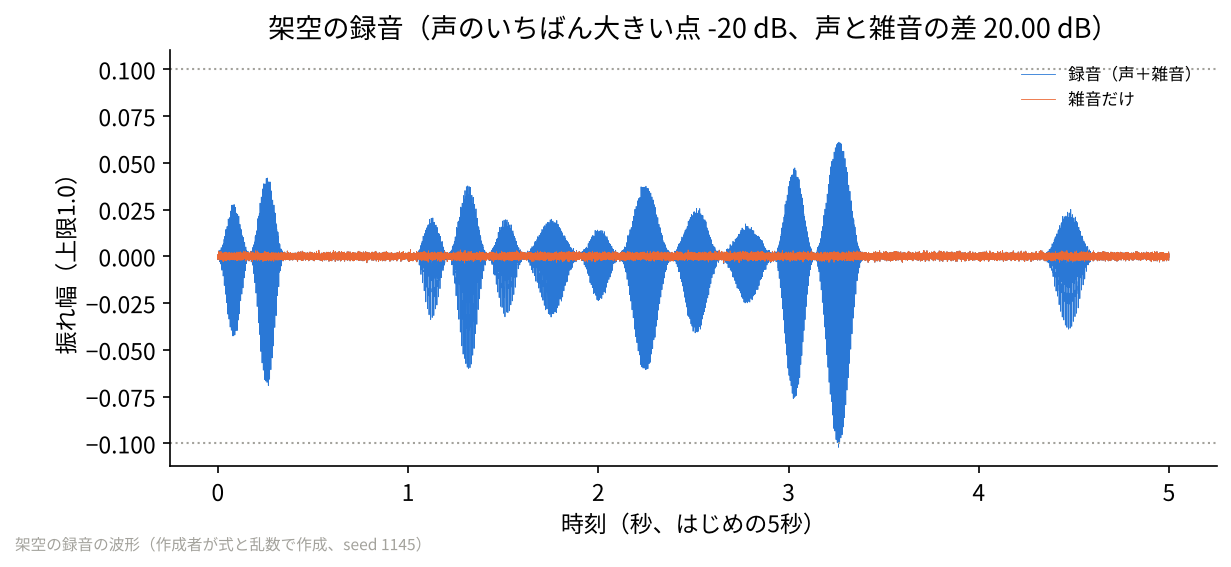 架空の録音（声のいちばん大きい点 -20 dB、声と雑音の差 20.00 dB）
0.100
0.075
0.050
0.025
0.000
−0.025
−0.050
−0.075
−0.100
振れ幅（上限1.0）
録音（声＋雑音）
雑音だけ
0 1 2 3 4 5
時刻（秒、はじめの5秒）
架空の録音の波形（作成者が式と乱数で作成、seed 1145）